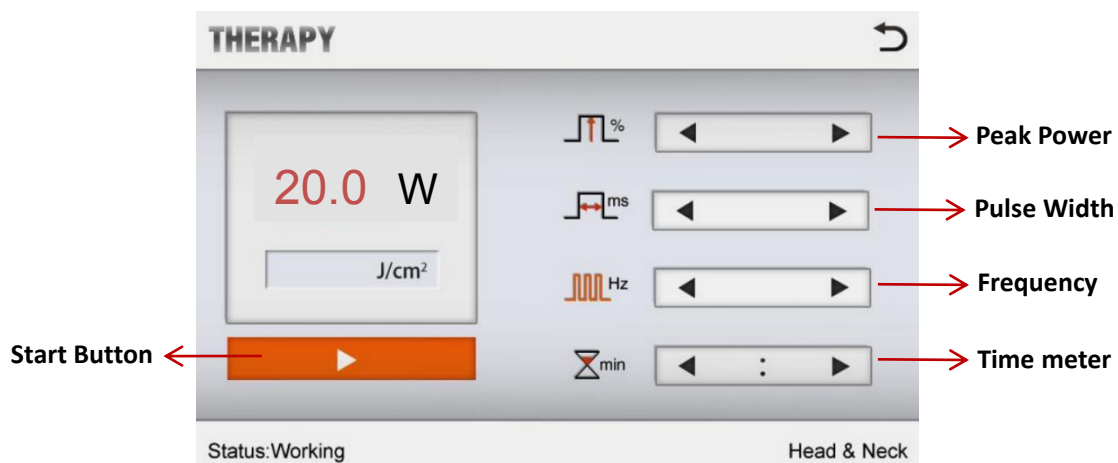 THERAPY
%
Peak Power
20.0 W
ms
Pulse Width
J/cm²
Hz
Frequency
Start Button
min
:
Time meter
Status:Working
Head & Neck